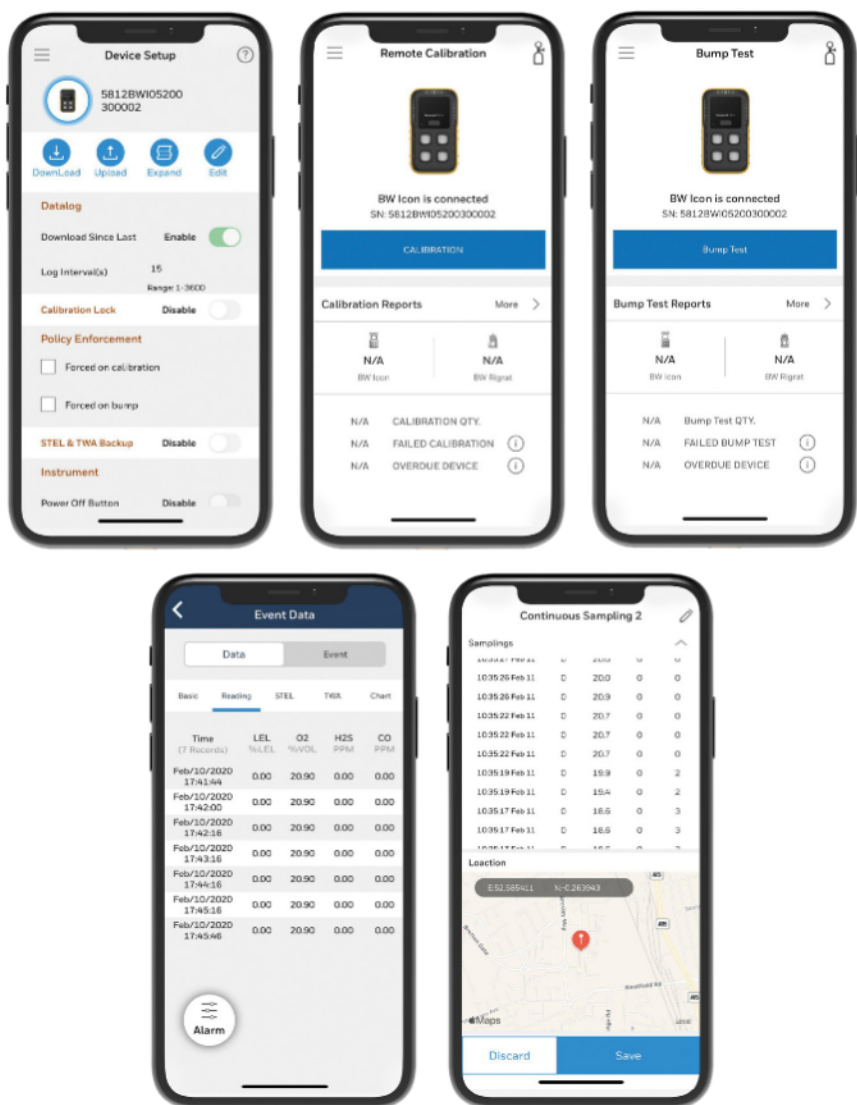 Device Setup
5812BWI05200
300002
DownLoad Upload Expand Edit
Datalog
Download Since Last Enable
Log Interval(s) 15
Range: 1-3600
Calibration Lock Disable
Policy Enforcement
Forced on calibration
Forced on bump
STEL & TWA Backup Disable
Instrument
Power Off Button Disable
Remote Calibration
BW Icon is connected
SN: 5812BWI05200300002
CALIBRATION
Calibration Reports More
N/A N/A
BW Icon BW Rigrat
N/A CALIBRATION QTY.
N/A FAILED CALIBRATION
N/A OVERDUE DEVICE
Bump Test
BW Icon is connected
SN: 5812BWI05200300002
Bump Test
Bump Test Reports More
N/A N/A
BW Icon BW Rigrat
N/A Bump Test QTY.
N/A FAILED BUMP TEST
N/A OVERDUE DEVICE
Event Data
Data Event
Basic Reading STEL TWA Chart
Time LEL O2 H2S CO
(7 Records) %LEL %VOL PPM PPM
Feb/10/2020
17:41:44 0.00 20.90 0.00 0.00
Feb/10/2020
17:42:00 0.00 20.90 0.00 0.00
Feb/10/2020
17:42:16 0.00 20.90 0.00 0.00
Feb/10/2020
17:43:16 0.00 20.90 0.00 0.00
Feb/10/2020
17:44:16 0.00 20.90 0.00 0.00
Feb/10/2020
17:45:16 0.00 20.90 0.00 0.00
Feb/10/2020
17:45:46 0.00 20.90 0.00 0.00
Alarm
Continuous Sampling 2
Samplings
10:35:26 Feb 11 0 20.0 0 0
10:35:26 Feb 11 0 20.9 0 0
10:35:22 Feb 11 0 20.7 0 0
10:35:22 Feb 11 0 20.7 0 0
10:35:22 Feb 11 0 20.7 0 0
10:35:19 Feb 11 0 19.9 0 2
10:35:19 Feb 11 0 19.4 0 2
10:35:17 Feb 11 0 18.6 0 3
10:35:17 Feb 11 0 18.6 0 3
Loaction
E:52.585411 N:-0.263943
Maps
Discard Save